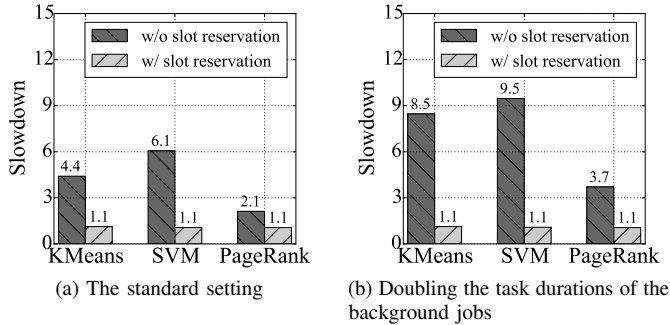 15
12
9
6
3
0
Slowdown
w/o slot reservation
w/ slot reservation
4.4
1.1
6.1
1.1
2.1
1.1
KMeans SVM PageRank
(a) The standard setting
15
12
9
6
3
0
Slowdown
w/o slot reservation
w/ slot reservation
8.5
1.1
9.5
1.1
3.7
1.1
KMeans SVM PageRank
(b) Doubling the task durations of the
background jobs